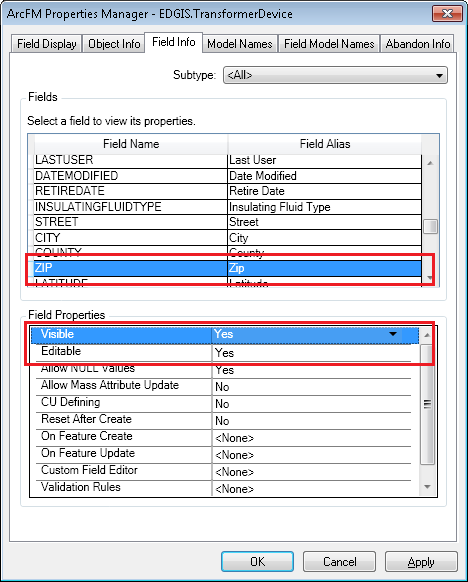 ArcFM Properties Manager - EDGIS.TransformerDevice
Field Display Object Info Field Info Model Names Field Model Names Abandon Info
Subtype: <All>
Fields
Select a field to view its properties.
Field Name Field Alias
LASTUSER Last User
DATEMODIFIED Date Modified
RETIREDATE Retire Date
INSULATINGFLUIDTYPE Insulating Fluid Type
STREET Street
CITY City
COUNTY County
ZIP Zip
LATITUDE Latitude
Field Properties
Visible Yes
Editable Yes
Allow NULL Values Yes
Allow Mass Attribute Update No
CU Defining No
Reset After Create No
On Feature Create <None>
On Feature Update <None>
Custom Field Editor <None>
Validation Rules <None>
OK Cancel Apply